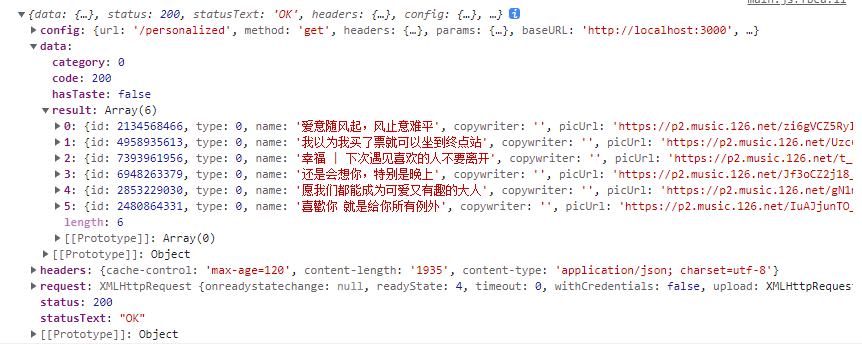 {data: {…}, status: 200, statusText: 'OK', headers: {…}, config: {…}, …} i
config: {url: '/personalized', method: 'get', headers: {…}, params: {…}, baseURL: 'http://localhost:3000', …}
data:
category: 0
code: 200
hasTaste: false
result: Array(6)
0: {id: 2134568466, type: 0, name: '爱意随风起，风止意难平', copywriter: '', picUrl: 'https://p2.music.126.net/zi6gVCZ5RyI
1: {id: 4958935613, type: 0, name: '我以为我买了票就可以坐到终点站', copywriter: '', picUrl: 'https://p2.music.126.net/Uzc
2: {id: 7393961956, type: 0, name: '幸福 | 下次遇见喜欢的人不要离开', copywriter: '', picUrl: 'https://p2.music.126.net/t_
3: {id: 6948263379, type: 0, name: '还是会想你，特别是晚上', copywriter: '', picUrl: 'https://p2.music.126.net/Jf3oCZ2j18_
4: {id: 2853229030, type: 0, name: '愿我们都能成为可爱又有趣的大人', copywriter: '', picUrl: 'https://p2.music.126.net/gN1
5: {id: 2480864331, type: 0, name: '喜歡你 就是给你所有例外', copywriter: '', picUrl: 'https://p2.music.126.net/IuAJjunTO_
length: 6
[[Prototype]]: Array(0)
[[Prototype]]: Object
headers: {cache-control: 'max-age=120', content-length: '1935', content-type: 'application/json; charset=utf-8'}
request: XMLHttpRequest {onreadystatechange: null, readyState: 4, timeout: 0, withCredentials: false, upload: XMLHttpRequest
status: 200
statusText: "OK"
[[Prototype]]: Object